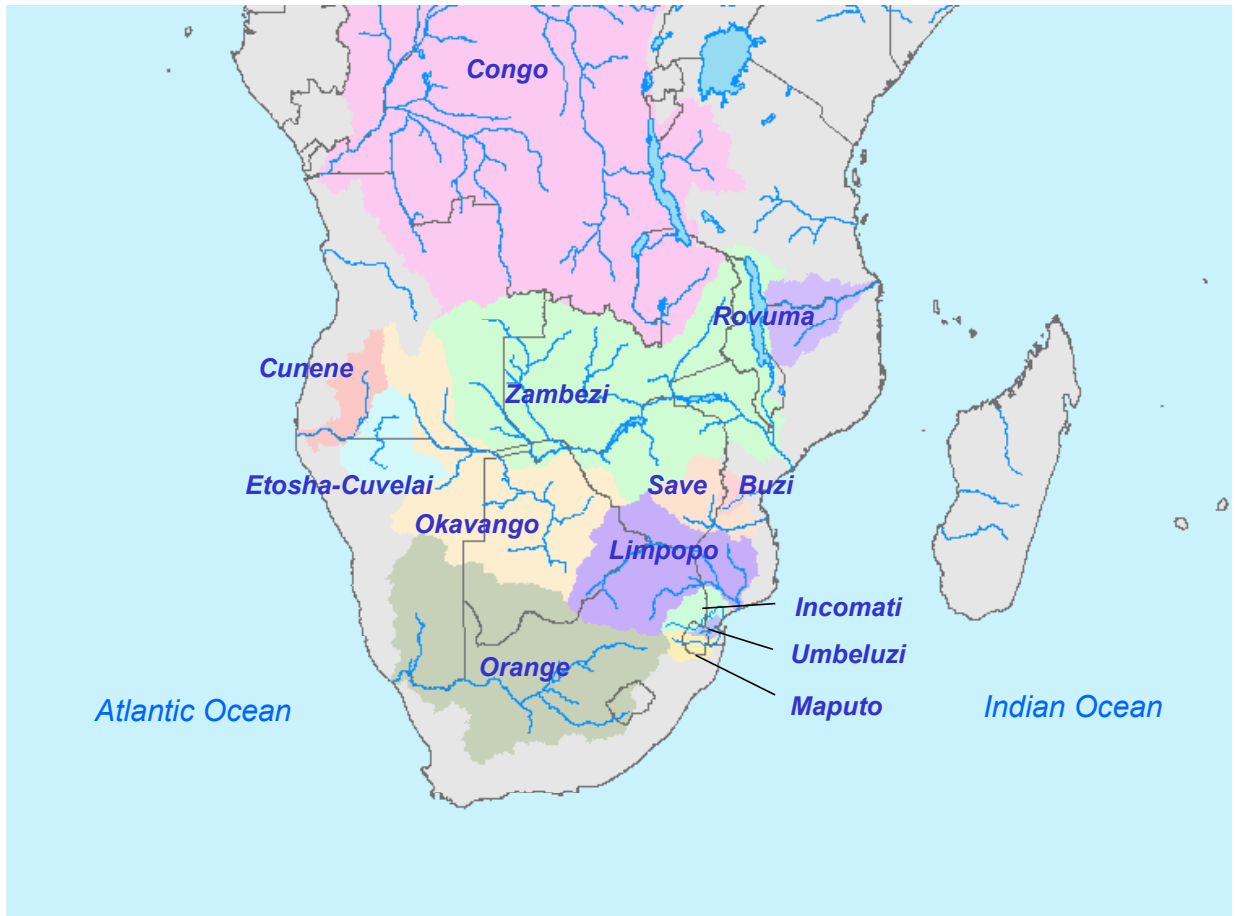 Congo
Rovuma
Cunene
Zambezi
Etosha-Cuvelai
Save
Buzi
Okavango
Limpopo
Incomati
Umbeluzi
Orange
Maputo
Atlantic Ocean
Indian Ocean